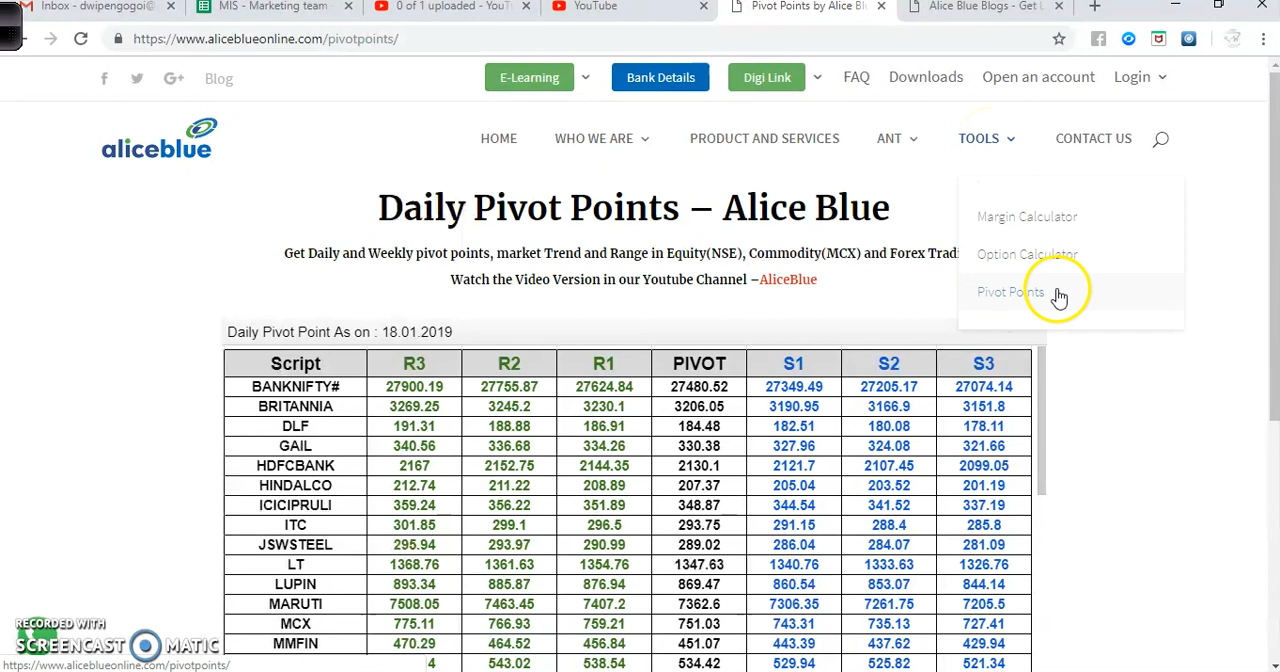 Inbox - dwipengogoi@ MIS - Marketing team - 0 of 1 uploaded - YouT YouTube Pivot Points by Alice Bl Alice Blue Blogs - Get L
https://www.aliceblueonline.com/pivotpoints/
Blog E-Learning Bank Details Digi Link FAQ Downloads Open an account Login
aliceblue HOME WHO WE ARE PRODUCT AND SERVICES ANT TOOLS CONTACT US
Daily Pivot Points – Alice Blue
Margin Calculator
Get Daily and Weekly pivot points, market Trend and Range in Equity(NSE), Commodity(MCX) and Forex Tradi
Option Calculator
Watch the Video Version in our Youtube Channel –AliceBlue
Pivot Points
Daily Pivot Point As on : 18.01.2019
Script R3 R2 R1 PIVOT S1 S2 S3
BANKNIFTY# 27900.19 27755.87 27624.84 27480.52 27349.49 27205.17 27074.14
BRITANNIA 3269.25 3245.2 3230.1 3206.05 3190.95 3166.9 3151.8
DLF 191.31 188.88 186.91 184.48 182.51 180.08 178.11
GAIL 340.56 336.68 334.26 330.38 327.96 324.08 321.66
HDFCBANK 2167 2152.75 2144.35 2130.1 2121.7 2107.45 2099.05
HINDALCO 212.74 211.22 208.89 207.37 205.04 203.52 201.19
ICICIPRULI 359.24 356.22 351.89 348.87 344.54 341.52 337.19
ITC 301.85 299.1 296.5 293.75 291.15 288.4 285.8
JSWSTEEL 295.94 293.97 290.99 289.02 286.04 284.07 281.09
LT 1368.76 1361.63 1354.76 1347.63 1340.76 1333.63 1326.76
LUPIN 893.34 885.87 876.94 869.47 860.54 853.07 844.14
MARUTI 7508.05 7463.45 7407.2 7362.6 7306.35 7261.75 7205.5
MCX 775.11 766.93 759.21 751.03 743.31 735.13 727.41
MMFIN 470.29 464.52 456.84 451.07 443.39 437.62 429.94
4 543.02 538.54 534.42 529.94 525.82 521.34
RECORDED WITH
SCREENCAST MATIC
https://www.aliceblueonline.com/pivotpoints/